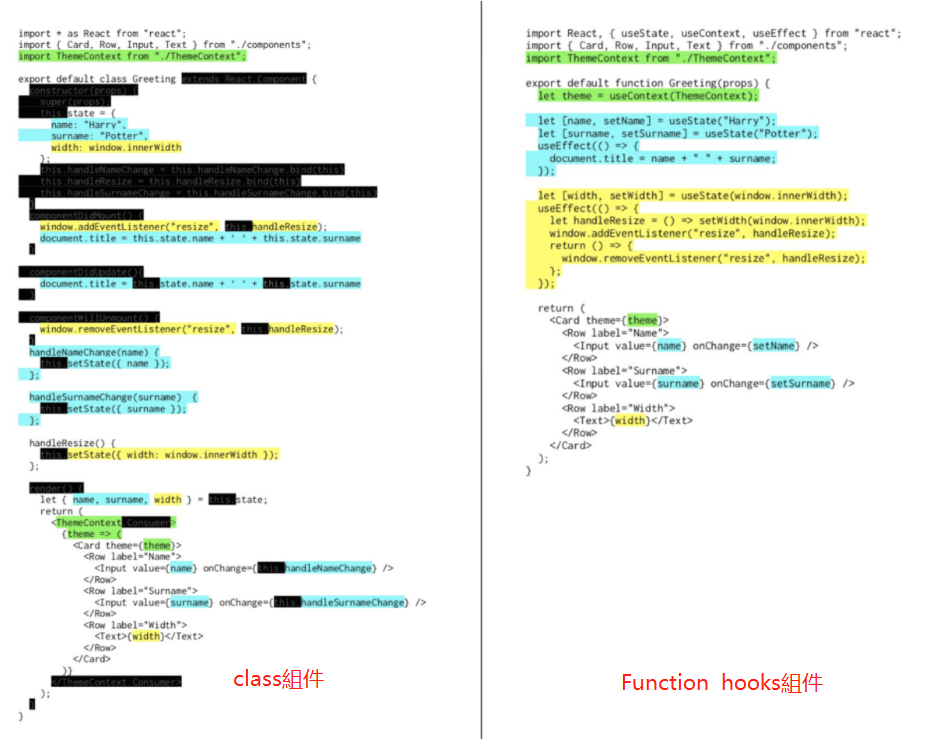 import * as React from "react";
import { Card, Row, Input, Text } from "./components";
import ThemeContext from "./ThemeContext";
export default class Greeting extends React.Component {
constructor(props) {
super(props);
this.state = {
name: "Harry",
surname: "Potter",
width: window.innerWidth
};
this.handleNameChange = this.handleNameChange.bind(this)
this.handleResize = this.handleResize.bind(this)
this.handleSurnameChange = this.handleSurnameChange.bind(this)
}
componentDidMount() {
window.addEventListener("resize", this.handleResize);
document.title = this.state.name + ' ' + this.state.surname
}
componentDidUpdate(){
document.title = this.state.name + ' ' + this.state.surname
}
componentWillUnmount() {
window.removeEventListener("resize", this.handleResize);
}
handleNameChange(name) {
this.setState({ name });
};
handleSurnameChange(surname) {
this.setState({ surname });
};
handleResize() {
this.setState({ width: window.innerWidth });
};
render() {
let { name, surname, width } = this.state;
return (
<ThemeContext.Consumer>
{theme => (
<Card theme={theme}>
<Row label="Name">
<Input value={name} onChange={this.handleNameChange} />
</Row>
<Row label="Surname">
<Input value={surname} onChange={this.handleSurnameChange} />
</Row>
<Row label="Width">
<Text>{width}</Text>
</Row>
</Card>
)}
</ThemeContext.Consumer>
);
}
}
class組件
import React, { useState, useContext, useEffect } from "react";
import { Card, Row, Input, Text } from "./components";
import ThemeContext from "./ThemeContext";
export default function Greeting(props) {
let theme = useContext(ThemeContext);
let [name, setName] = useState("Harry");
let [surname, setSurname] = useState("Potter");
useEffect(() => {
document.title = name + " " + surname;
});
let [width, setWidth] = useState(window.innerWidth);
useEffect(() => {
let handleResize = () => setWidth(window.innerWidth);
window.addEventListener("resize", handleResize);
return () => {
window.removeEventListener("resize", handleResize);
};
});
return (
<Card theme={theme}>
<Row label="Name">
<Input value={name} onChange={setName} />
</Row>
<Row label="Surname">
<Input value={surname} onChange={setSurname} />
</Row>
<Row label="Width">
<Text>{width}</Text>
</Row>
</Card>
);
}
Function hooks組件